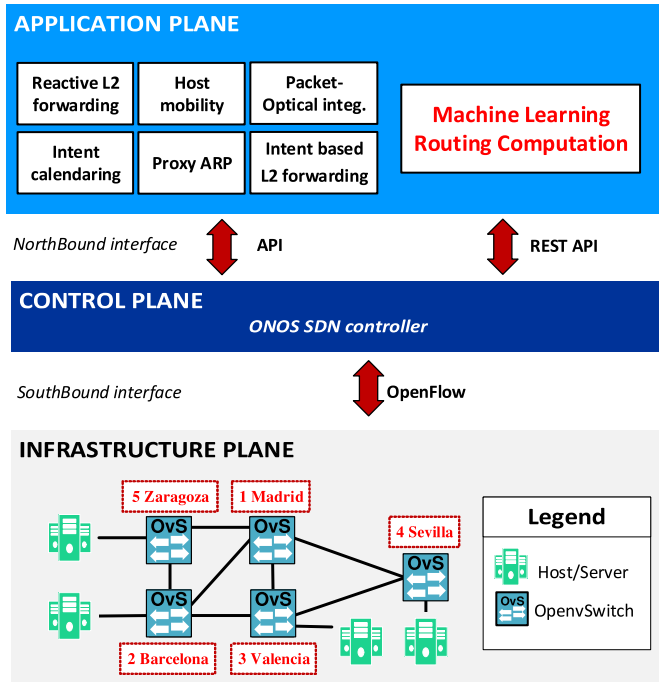 APPLICATION PLANE
Reactive L2
forwarding
Host
mobility
Packet-
Optical integ.
Intent
calendaring
Proxy ARP
Intent based
L2 forwarding
Machine Learning
Routing Computation
NorthBound interface
API
REST API
CONTROL PLANE
ONOS SDN controller
SouthBound interface
OpenFlow
INFRASTRUCTURE PLANE
5 Zaragoza
1 Madrid
4 Sevilla
OvS
OvS
OvS
OvS
OvS
2 Barcelona
3 Valencia
Legend
Host/Server
OvS
OpenvSwitch